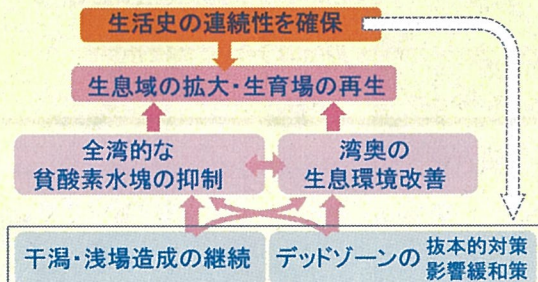 生活史の連続性を確保
生息域の拡大・生育場の再生
全湾的な
貧酸素水塊の抑制
湾奥の
生息環境改善
干潟・浅場造成の継続
デッドゾーンの 抜本的対策
影響緩和策